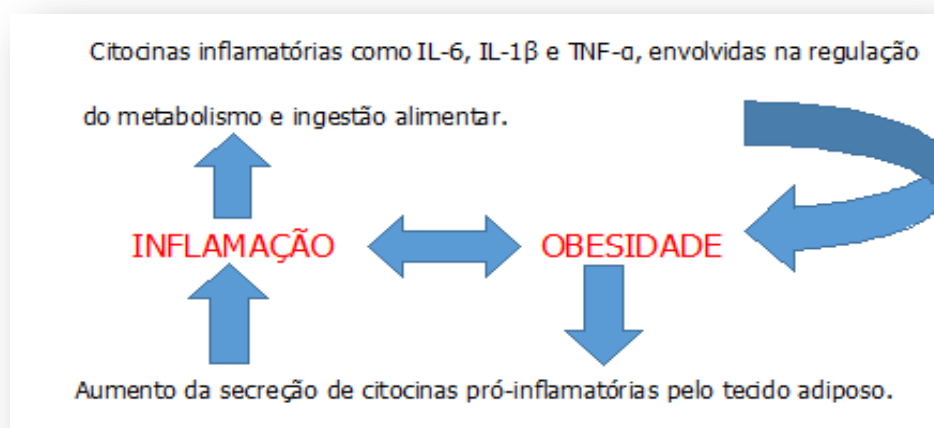 Citocinas inflamatórias como IL-6, IL-1β e TNF-α, envolvidas na regulação
do metabolismo e ingestão alimentar.
INFLAMAÇÃO
OBESIDADE
Aumento da secreção de citocinas pró-inflamatórias pelo tecido adiposo.